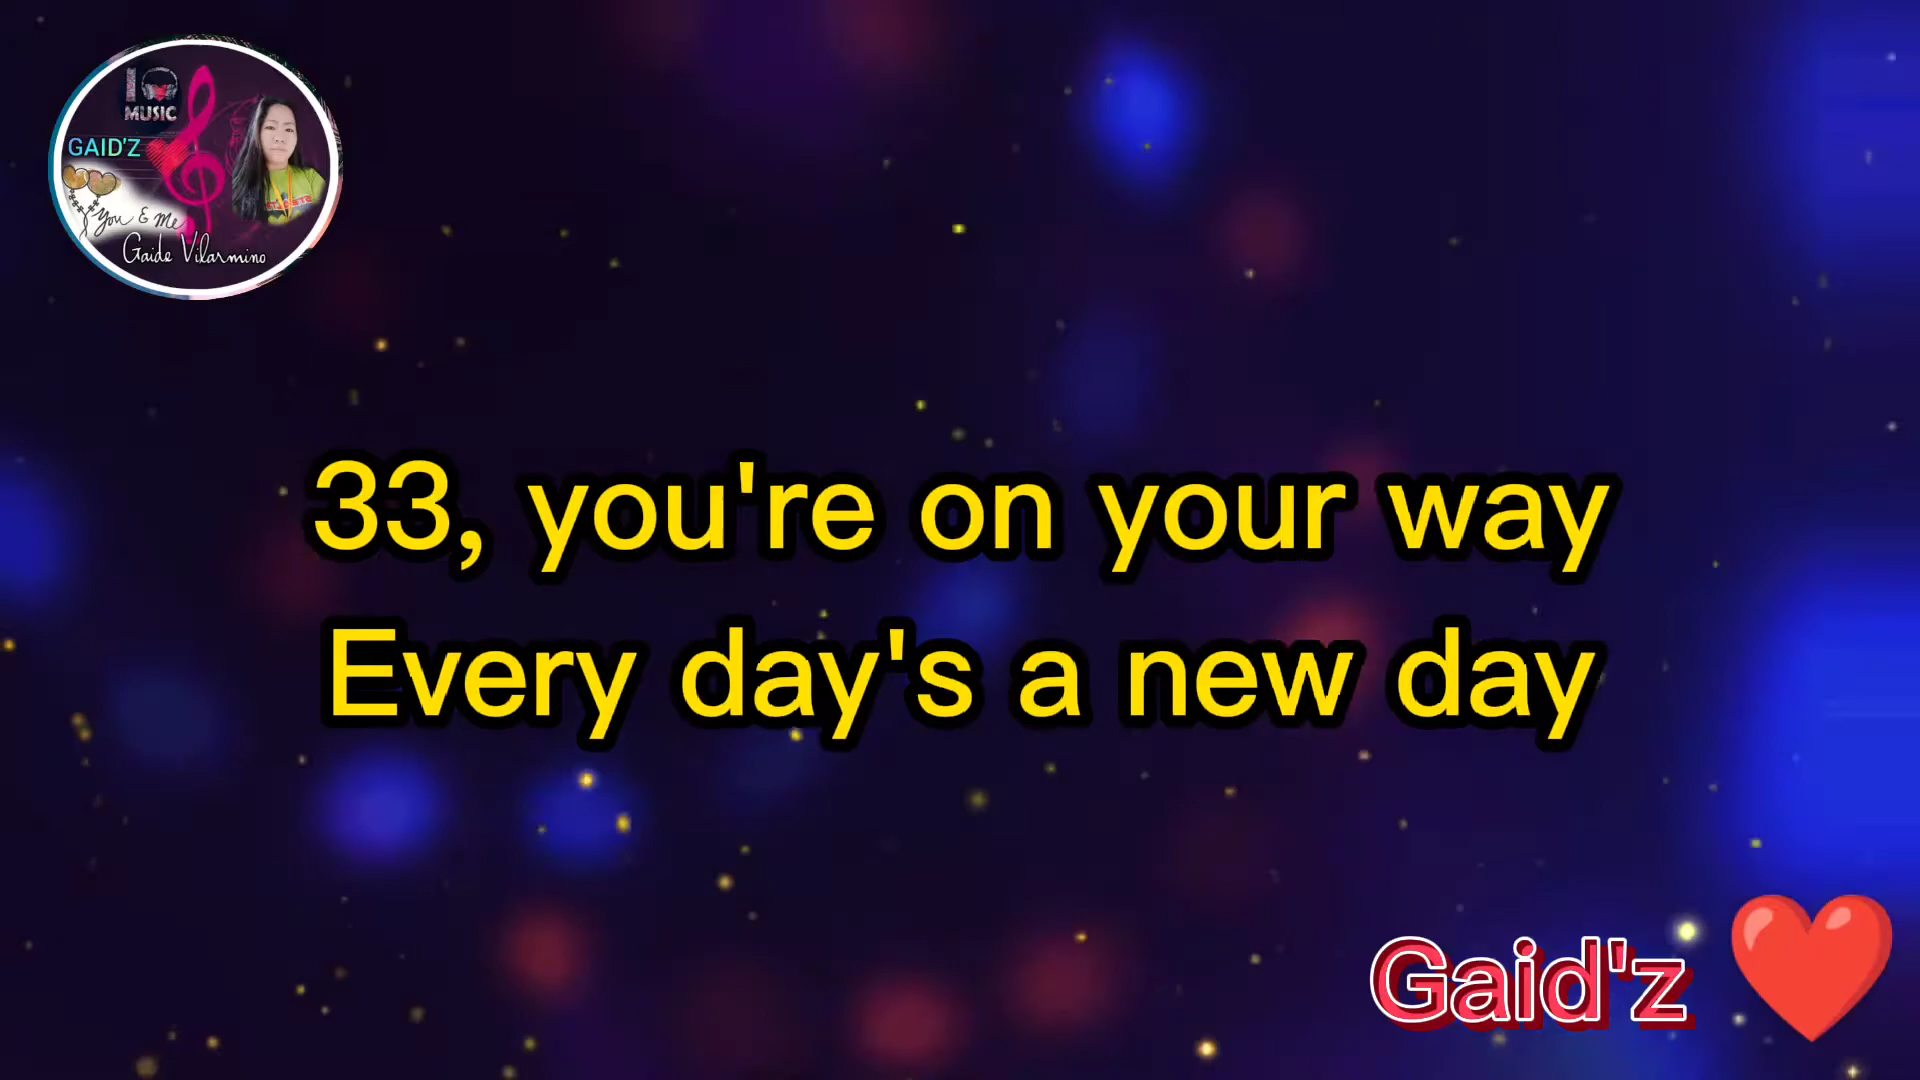 I
MUSIC
GAID'Z
You & Me
Gaide Vilarmino
33, you're on your way
Every day's a new day
Gaid'z